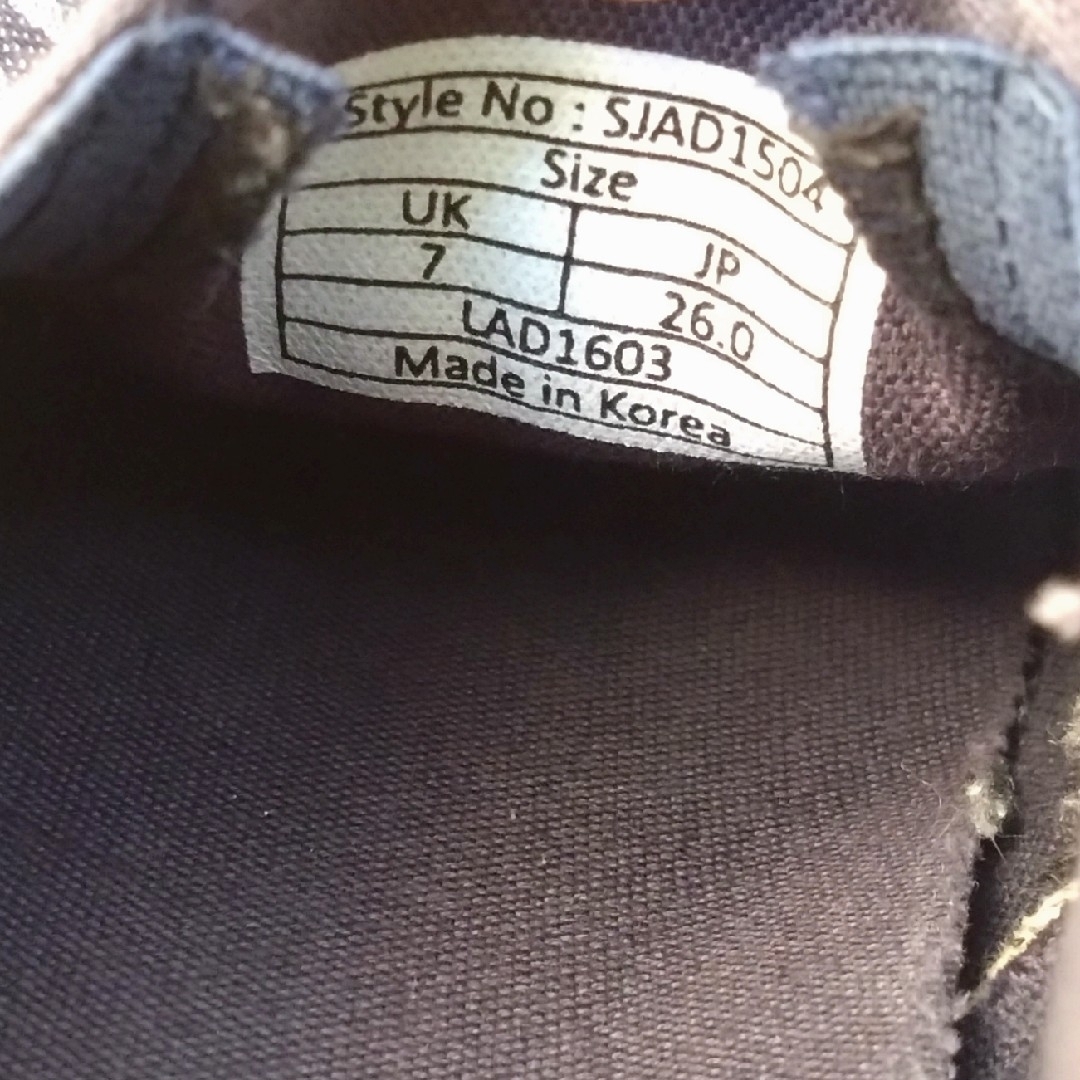 Style No : SJAD1504
Size
UK JP
7 26.0
LAD1603
Made in Korea